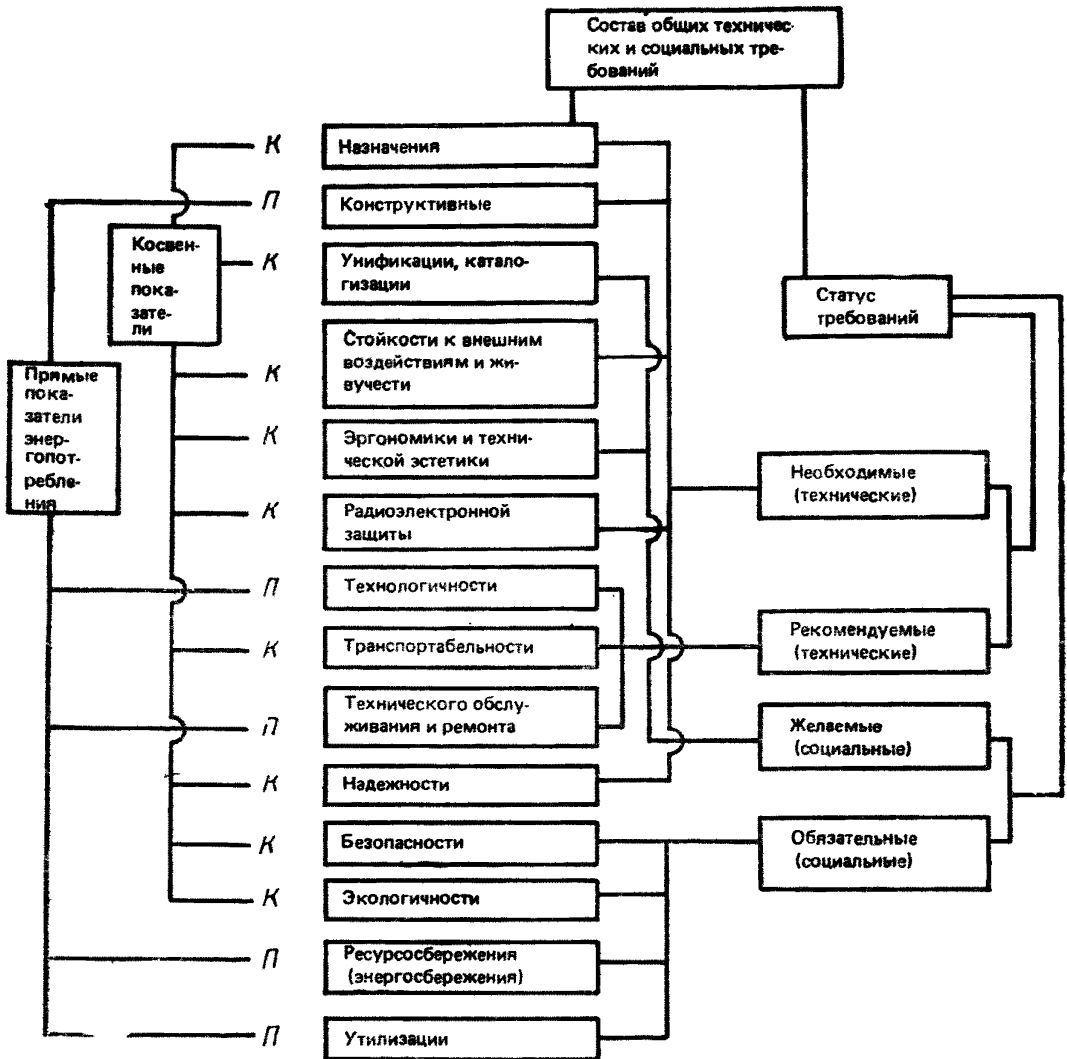 Состав общих техничес-
ких и социальных тре-
бований
К
Назначения
П
Конструктивные
Косвен-
ные
пока-
зате-
ли
К
Унификации, катало-
гизации
Статус
требований
Прямые
пока-
затели
энер-
гопот-
ребле-
ния
К
Стойкости к внешним
воздействиям и жи-
вучести
К
Эргономики и техни-
ческой эстетики
Необходимые
(технические)
К
Радиоэлектронной
защиты
П
Технологичности
К
Транспортабельности
Рекомендуемые
(технические)
П
Технического обслу-
живания и ремонта
Желаемые
(социальные)
К
Надежности
К
Безопасности
Обязательные
(социальные)
К
Экологичности
П
Ресурсосбережения
(энергосбережения)
П
Утилизации